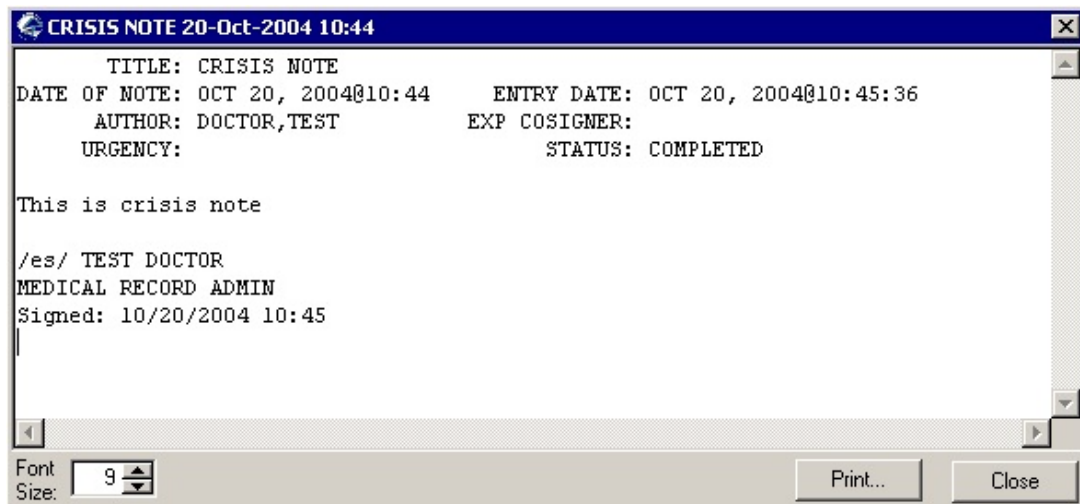 CRISIS NOTE 20-Oct-2004 10:44
TITLE: CRISIS NOTE
DATE OF NOTE: OCT 20, 2004@10:44 ENTRY DATE: OCT 20, 2004@10:45:36
AUTHOR: DOCTOR,TEST EXP COSIGNER:
URGENCY: STATUS: COMPLETED
This is crisis note
/es/ TEST DOCTOR
MEDICAL RECORD ADMIN
Signed: 10/20/2004 10:45
Font
Size: 9 Print... Close